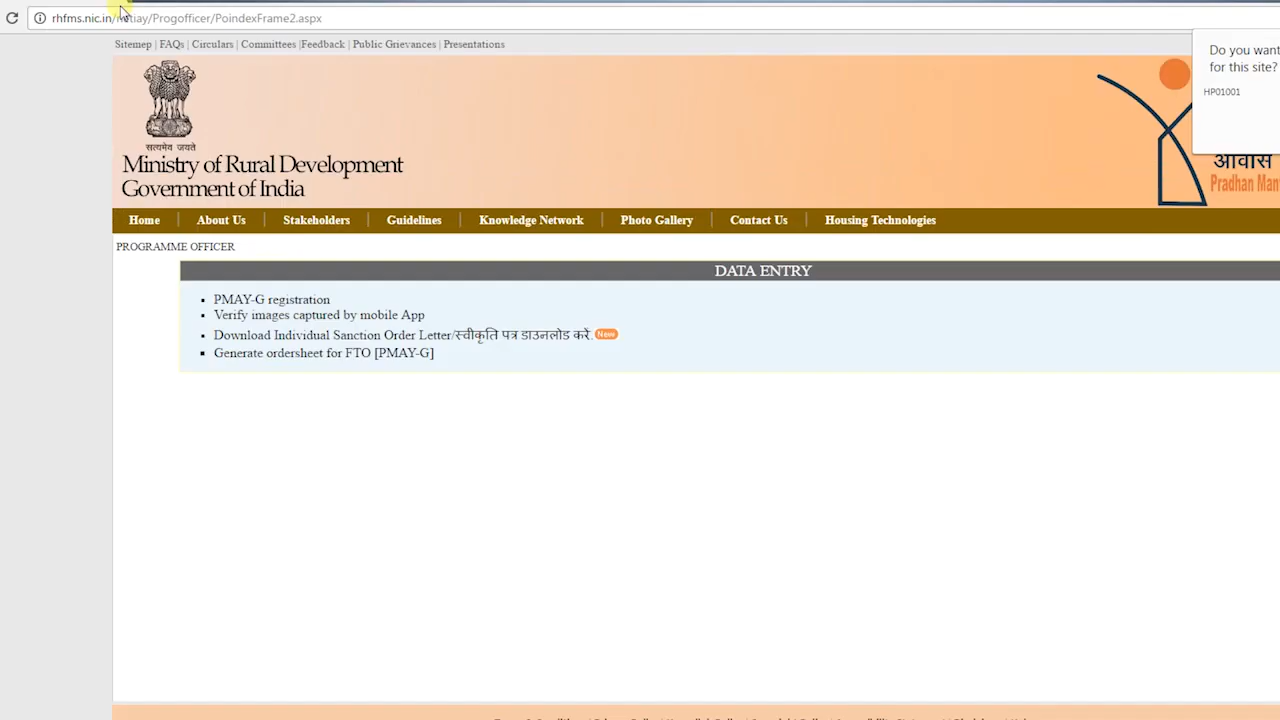 rhfms.nic.in/netiay/Progofficer/PoindexFrame2.aspx
Sitemep | FAQs | Circulars | Committees |Feedback | Public Grievances | Presentations
Do you want
for this site?
HP01001
सत्यमेव जयते
Ministry of Rural Development
Government of India
आवास
Pradhan Man
Home | About Us | Stakeholders | Guidelines | Knowledge Network | Photo Gallery | Contact Us | Housing Technologies
PROGRAMME OFFICER
DATA ENTRY
PMAY-G registration
Verify images captured by mobile App
Download Individual Sanction Order Letter/स्वीकृति पत्र डाउनलोड करें. New
Generate ordersheet for FTO [PMAY-G]